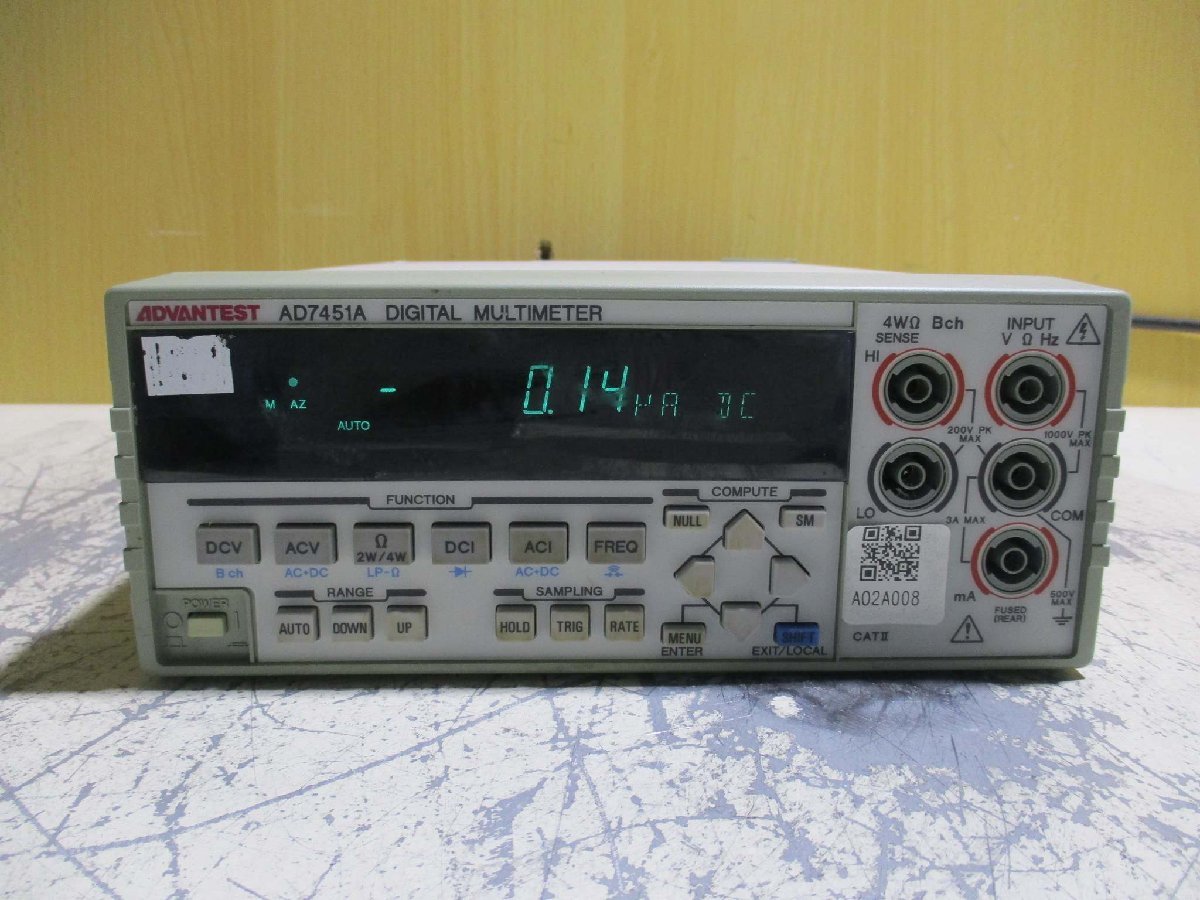 ADVANTEST AD7451A DIGITAL MULTIMETER
M AZ - 0.14 µA DC
AUTO
FUNCTION
DCV ACV Ω 2W/4W DCI ACI FREQ
Bch AC+DC LP-Ω AC+DC
RANGE
AUTO DOWN UP
SAMPLING
HOLD TRIG RATE
POWER
COMPUTE
NULL SM
MENU SHIFT
ENTER EXIT/LOCAL
4WΩ Bch
SENSE
INPUT
V Ω Hz
HI
200V PK
MAX
1000V PK
MAX
LO
COM
3A MAX
mA
FUSED
(REAR)
500V
MAX
A02A008
CATⅡ